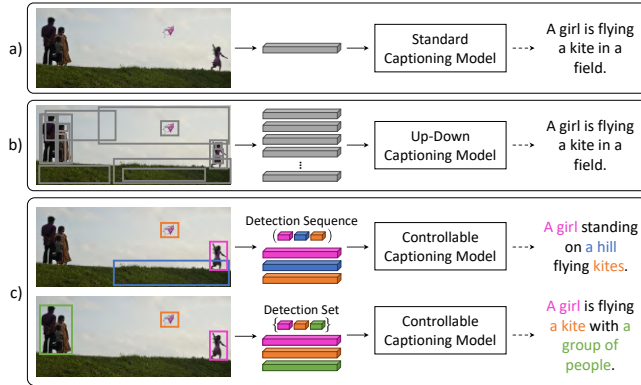 a)
Standard
Captioning Model
A girl is flying
a kite in a
field.
b)
Up-Down
Captioning Model
A girl is flying
a kite in a
field.
c)
Detection Sequence
Controllable
Captioning Model
A girl standing
on a hill
flying kites.
Detection Set
Controllable
Captioning Model
A girl is flying
a kite with a
group of
people.